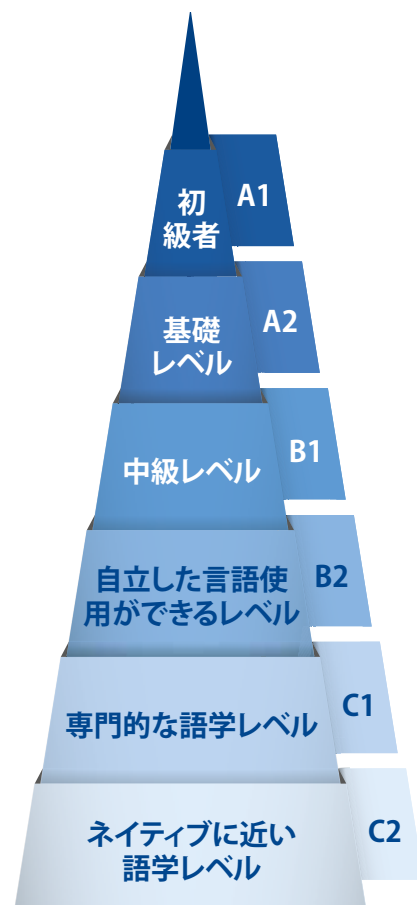 初
級者
A1
基礎
レベル
A2
中級レベル
B1
自立した言語使
用ができるレベル
B2
専門的な語学レベル
C1
ネイティブに近い
語学レベル
C2